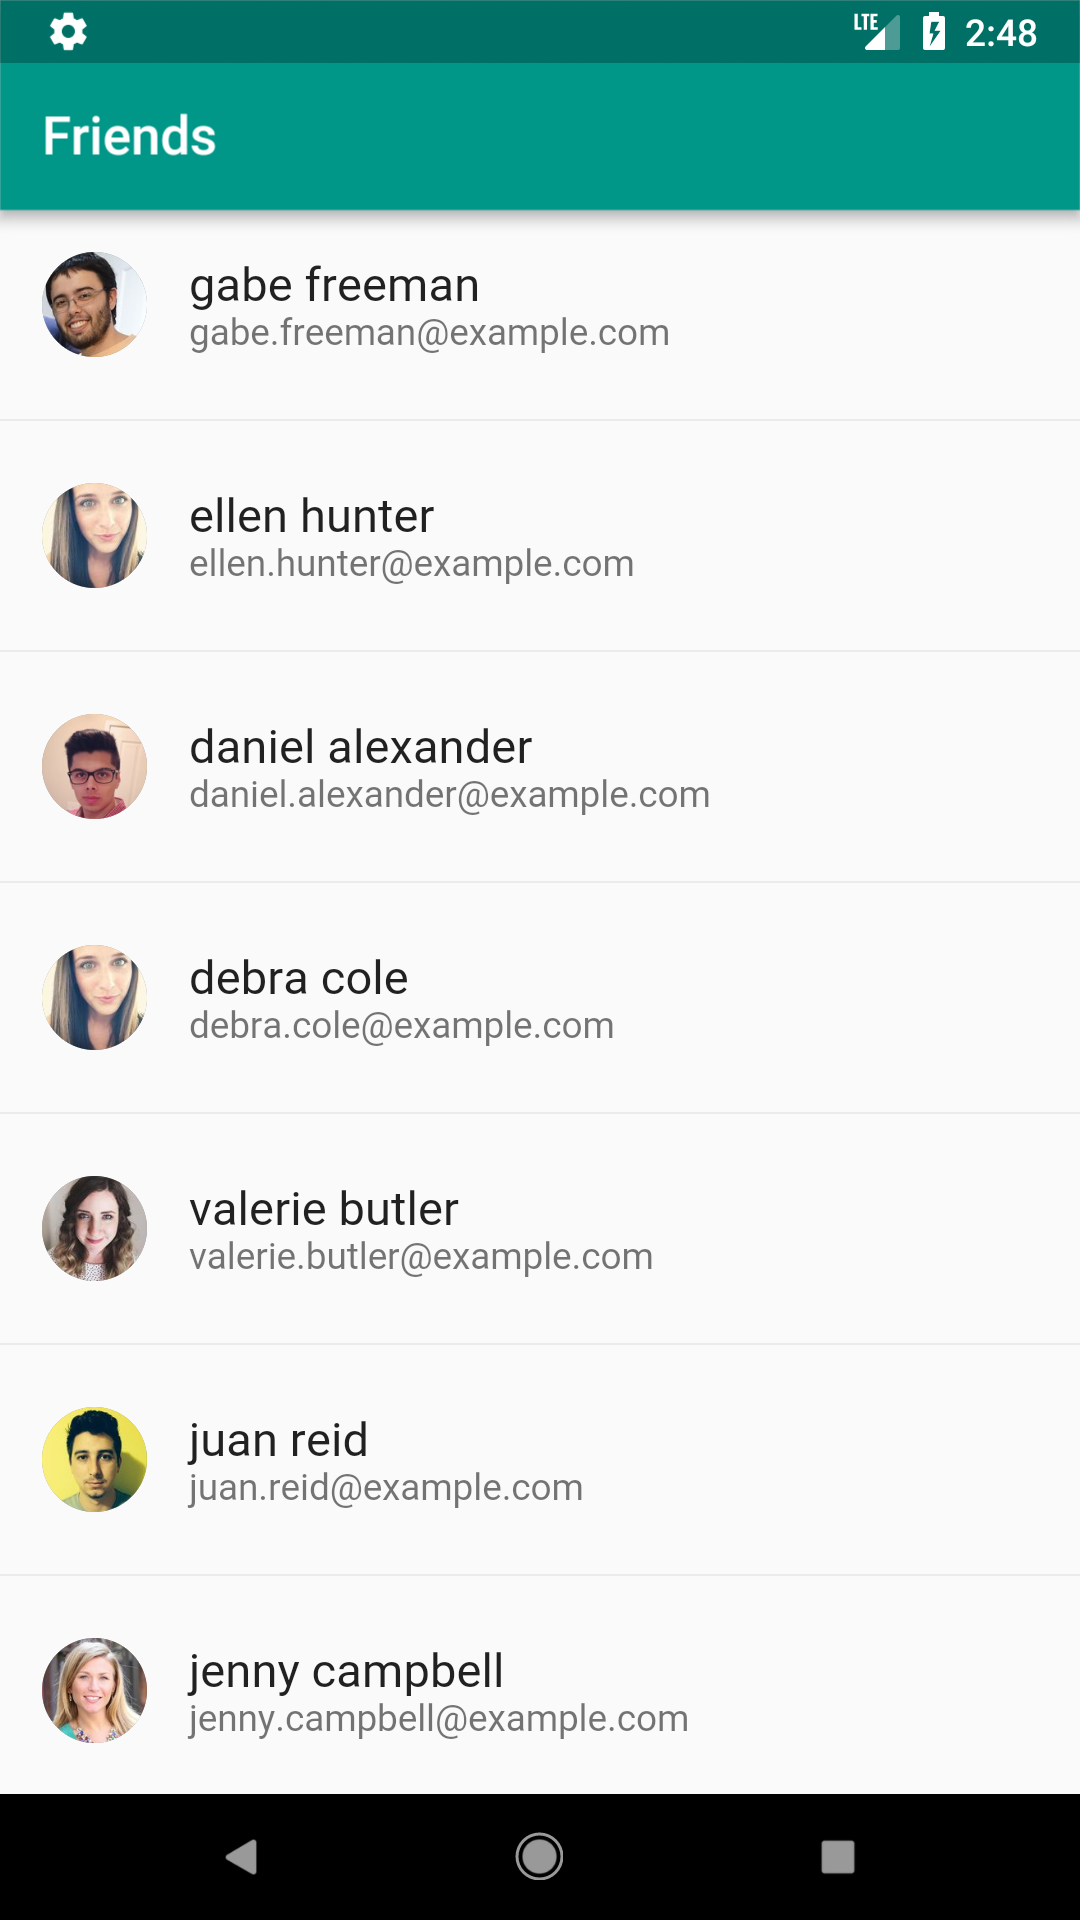 LTE 2:48
Friends
gabe freeman
gabe.freeman@example.com
ellen hunter
ellen.hunter@example.com
daniel alexander
daniel.alexander@example.com
debra cole
debra.cole@example.com
valerie butler
valerie.butler@example.com
juan reid
juan.reid@example.com
jenny campbell
jenny.campbell@example.com